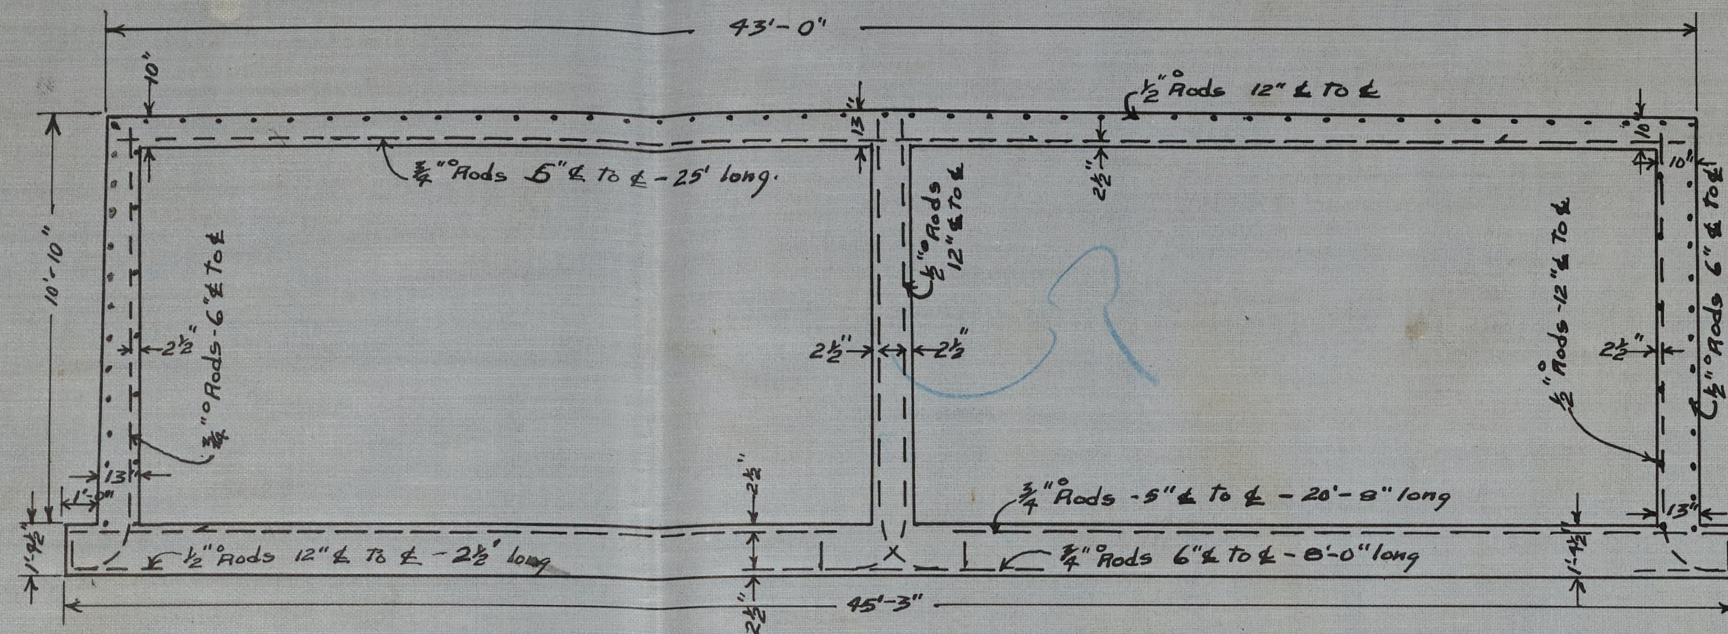 43'-0"
10"
½"° Rods 12" ₵ To ₵
13"
10"
10"
¾"° Rods 5" ₵ To ₵ - 25' long.
2½"
½"° Rods
12" ₵ to ₵
10'-10"
¾"° Rods-6" ₵ To ₵
2½"
2½"
2½"
½"° Rods-12" ₵ To ₵
2½"
½"° Rods 6" ₵ to ₵
13"
1'-0"
2½"
¾"° Rods -5" ₵ to ₵ - 20'-8" long
13"
1'-4½"
½"° Rods 12" ₵ To ₵ - 2½' long
¾"° Rods 6" ₵ to ₵ - 8'-0" long
1'-4½"
2½"
45'-3"